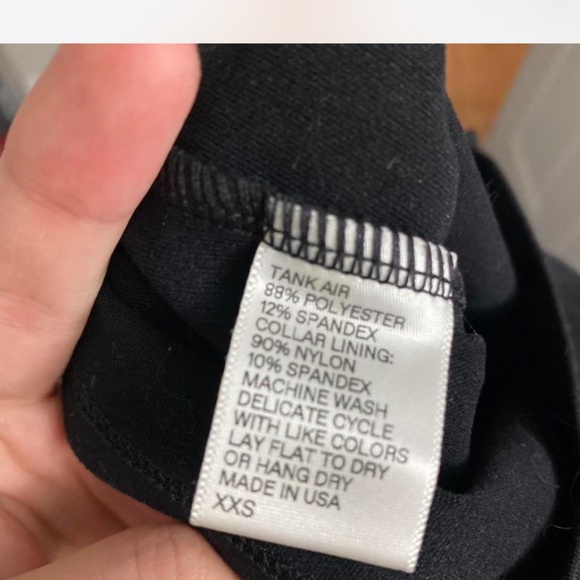 TANK AIR
88% POLYESTER
12% SPANDEX
COLLAR LINING:
90% NYLON
10% SPANDEX
MACHINE WASH
DELICATE CYCLE
WITH LIKE COLORS
LAY FLAT TO DRY
OR HANG DRY
MADE IN USA
XXS